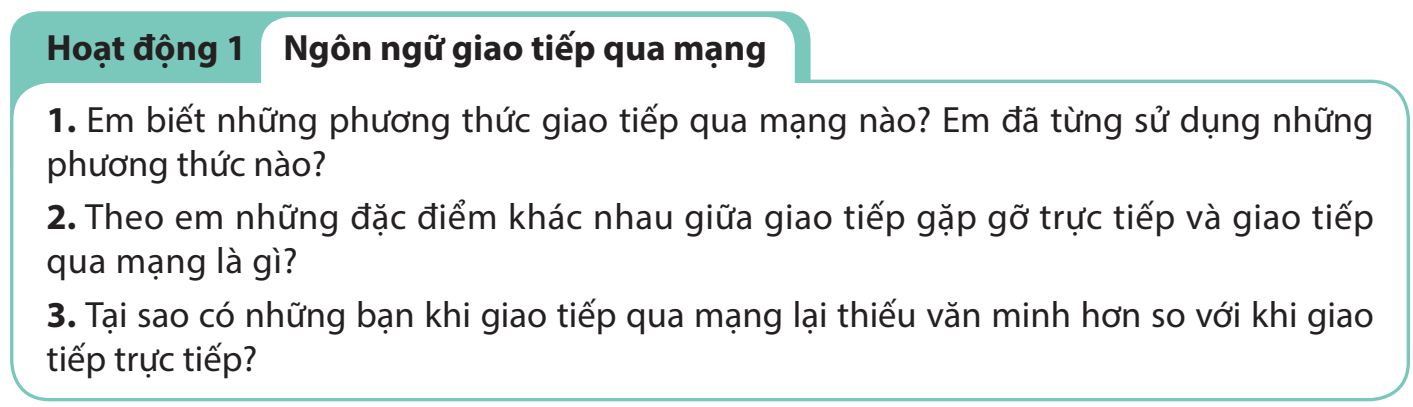 Hoạt động 1 Ngôn ngữ giao tiếp qua mạng
1. Em biết những phương thức giao tiếp qua mạng nào? Em đã từng sử dụng những
phương thức nào?
2. Theo em những đặc điểm khác nhau giữa giao tiếp gặp gỡ trực tiếp và giao tiếp
qua mạng là gì?
3. Tại sao có những bạn khi giao tiếp qua mạng lại thiếu văn minh hơn so với khi giao
tiếp trực tiếp?